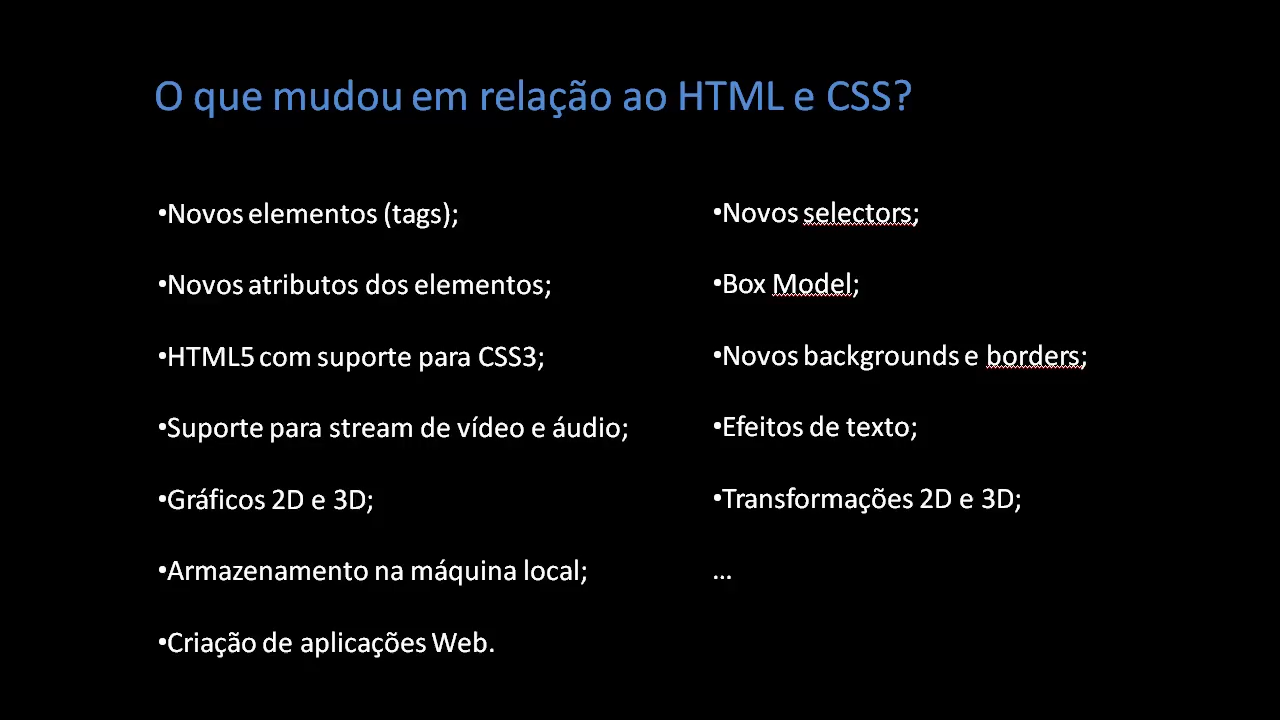 O que mudou em relação ao HTML e CSS?
•Novos elementos (tags);
•Novos atributos dos elementos;
•HTML5 com suporte para CSS3;
•Suporte para stream de vídeo e áudio;
•Gráficos 2D e 3D;
•Armazenamento na máquina local;
•Criação de aplicações Web.
•Novos selectors;
•Box Model;
•Novos backgrounds e borders;
•Efeitos de texto;
•Transformações 2D e 3D;
...